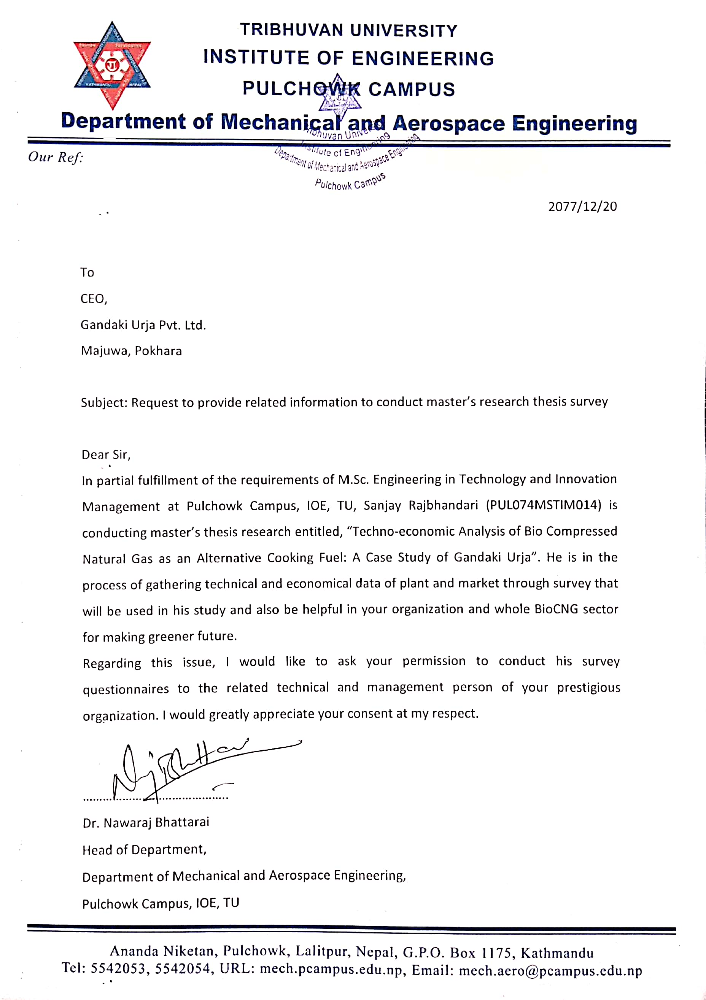 TRIBHUVAN UNIVERSITY
INSTITUTE OF ENGINEERING
PULCHOWK CAMPUS
Department of Mechanical and Aerospace Engineering
KATHMANDU NEPAL
Tribhuvan University
Institute of Engineering
Department of Mechanical and Aerospace Engineering
Pulchowk Campus
Our Ref:
2077/12/20
To
CEO,
Gandaki Urja Pvt. Ltd.
Majuwa, Pokhara
Subject: Request to provide related information to conduct master's research thesis survey
Dear Sir,
In partial fulfillment of the requirements of M.Sc. Engineering in Technology and Innovation
Management at Pulchowk Campus, IOE, TU, Sanjay Rajbhandari (PUL074MSTIM014) is
conducting master's thesis research entitled, “Techno-economic Analysis of Bio Compressed
Natural Gas as an Alternative Cooking Fuel: A Case Study of Gandaki Urja”. He is in the
process of gathering technical and economical data of plant and market through survey that
will be used in his study and also be helpful in your organization and whole BioCNG sector
for making greener future.
Regarding this issue, I would like to ask your permission to conduct his survey
questionnaires to the related technical and management person of your prestigious
organization. I would greatly appreciate your consent at my respect.
Dr. Nawaraj Bhattarai
Head of Department,
Department of Mechanical and Aerospace Engineering,
Pulchowk Campus, IOE, TU
Ananda Niketan, Pulchowk, Lalitpur, Nepal, G.P.O. Box 1175, Kathmandu
Tel: 5542053, 5542054, URL: mech.pcampus.edu.np, Email: mech.aero@pcampus.edu.np